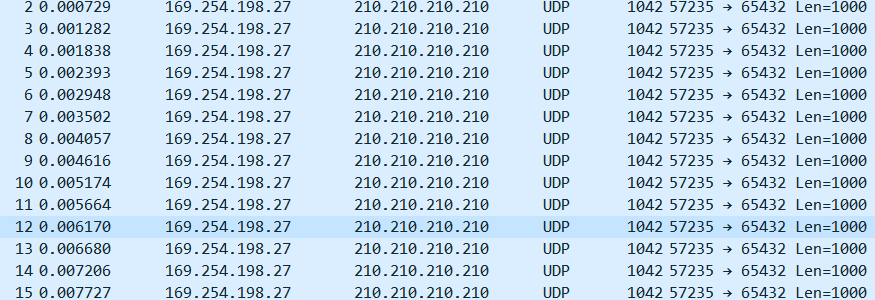 2 0.000729 169.254.198.27 210.210.210.210 UDP 1042 57235 → 65432 Len=1000
3 0.001282 169.254.198.27 210.210.210.210 UDP 1042 57235 → 65432 Len=1000
4 0.001838 169.254.198.27 210.210.210.210 UDP 1042 57235 → 65432 Len=1000
5 0.002393 169.254.198.27 210.210.210.210 UDP 1042 57235 → 65432 Len=1000
6 0.002948 169.254.198.27 210.210.210.210 UDP 1042 57235 → 65432 Len=1000
7 0.003502 169.254.198.27 210.210.210.210 UDP 1042 57235 → 65432 Len=1000
8 0.004057 169.254.198.27 210.210.210.210 UDP 1042 57235 → 65432 Len=1000
9 0.004616 169.254.198.27 210.210.210.210 UDP 1042 57235 → 65432 Len=1000
10 0.005174 169.254.198.27 210.210.210.210 UDP 1042 57235 → 65432 Len=1000
11 0.005664 169.254.198.27 210.210.210.210 UDP 1042 57235 → 65432 Len=1000
12 0.006170 169.254.198.27 210.210.210.210 UDP 1042 57235 → 65432 Len=1000
13 0.006680 169.254.198.27 210.210.210.210 UDP 1042 57235 → 65432 Len=1000
14 0.007206 169.254.198.27 210.210.210.210 UDP 1042 57235 → 65432 Len=1000
15 0.007727 169.254.198.27 210.210.210.210 UDP 1042 57235 → 65432 Len=1000